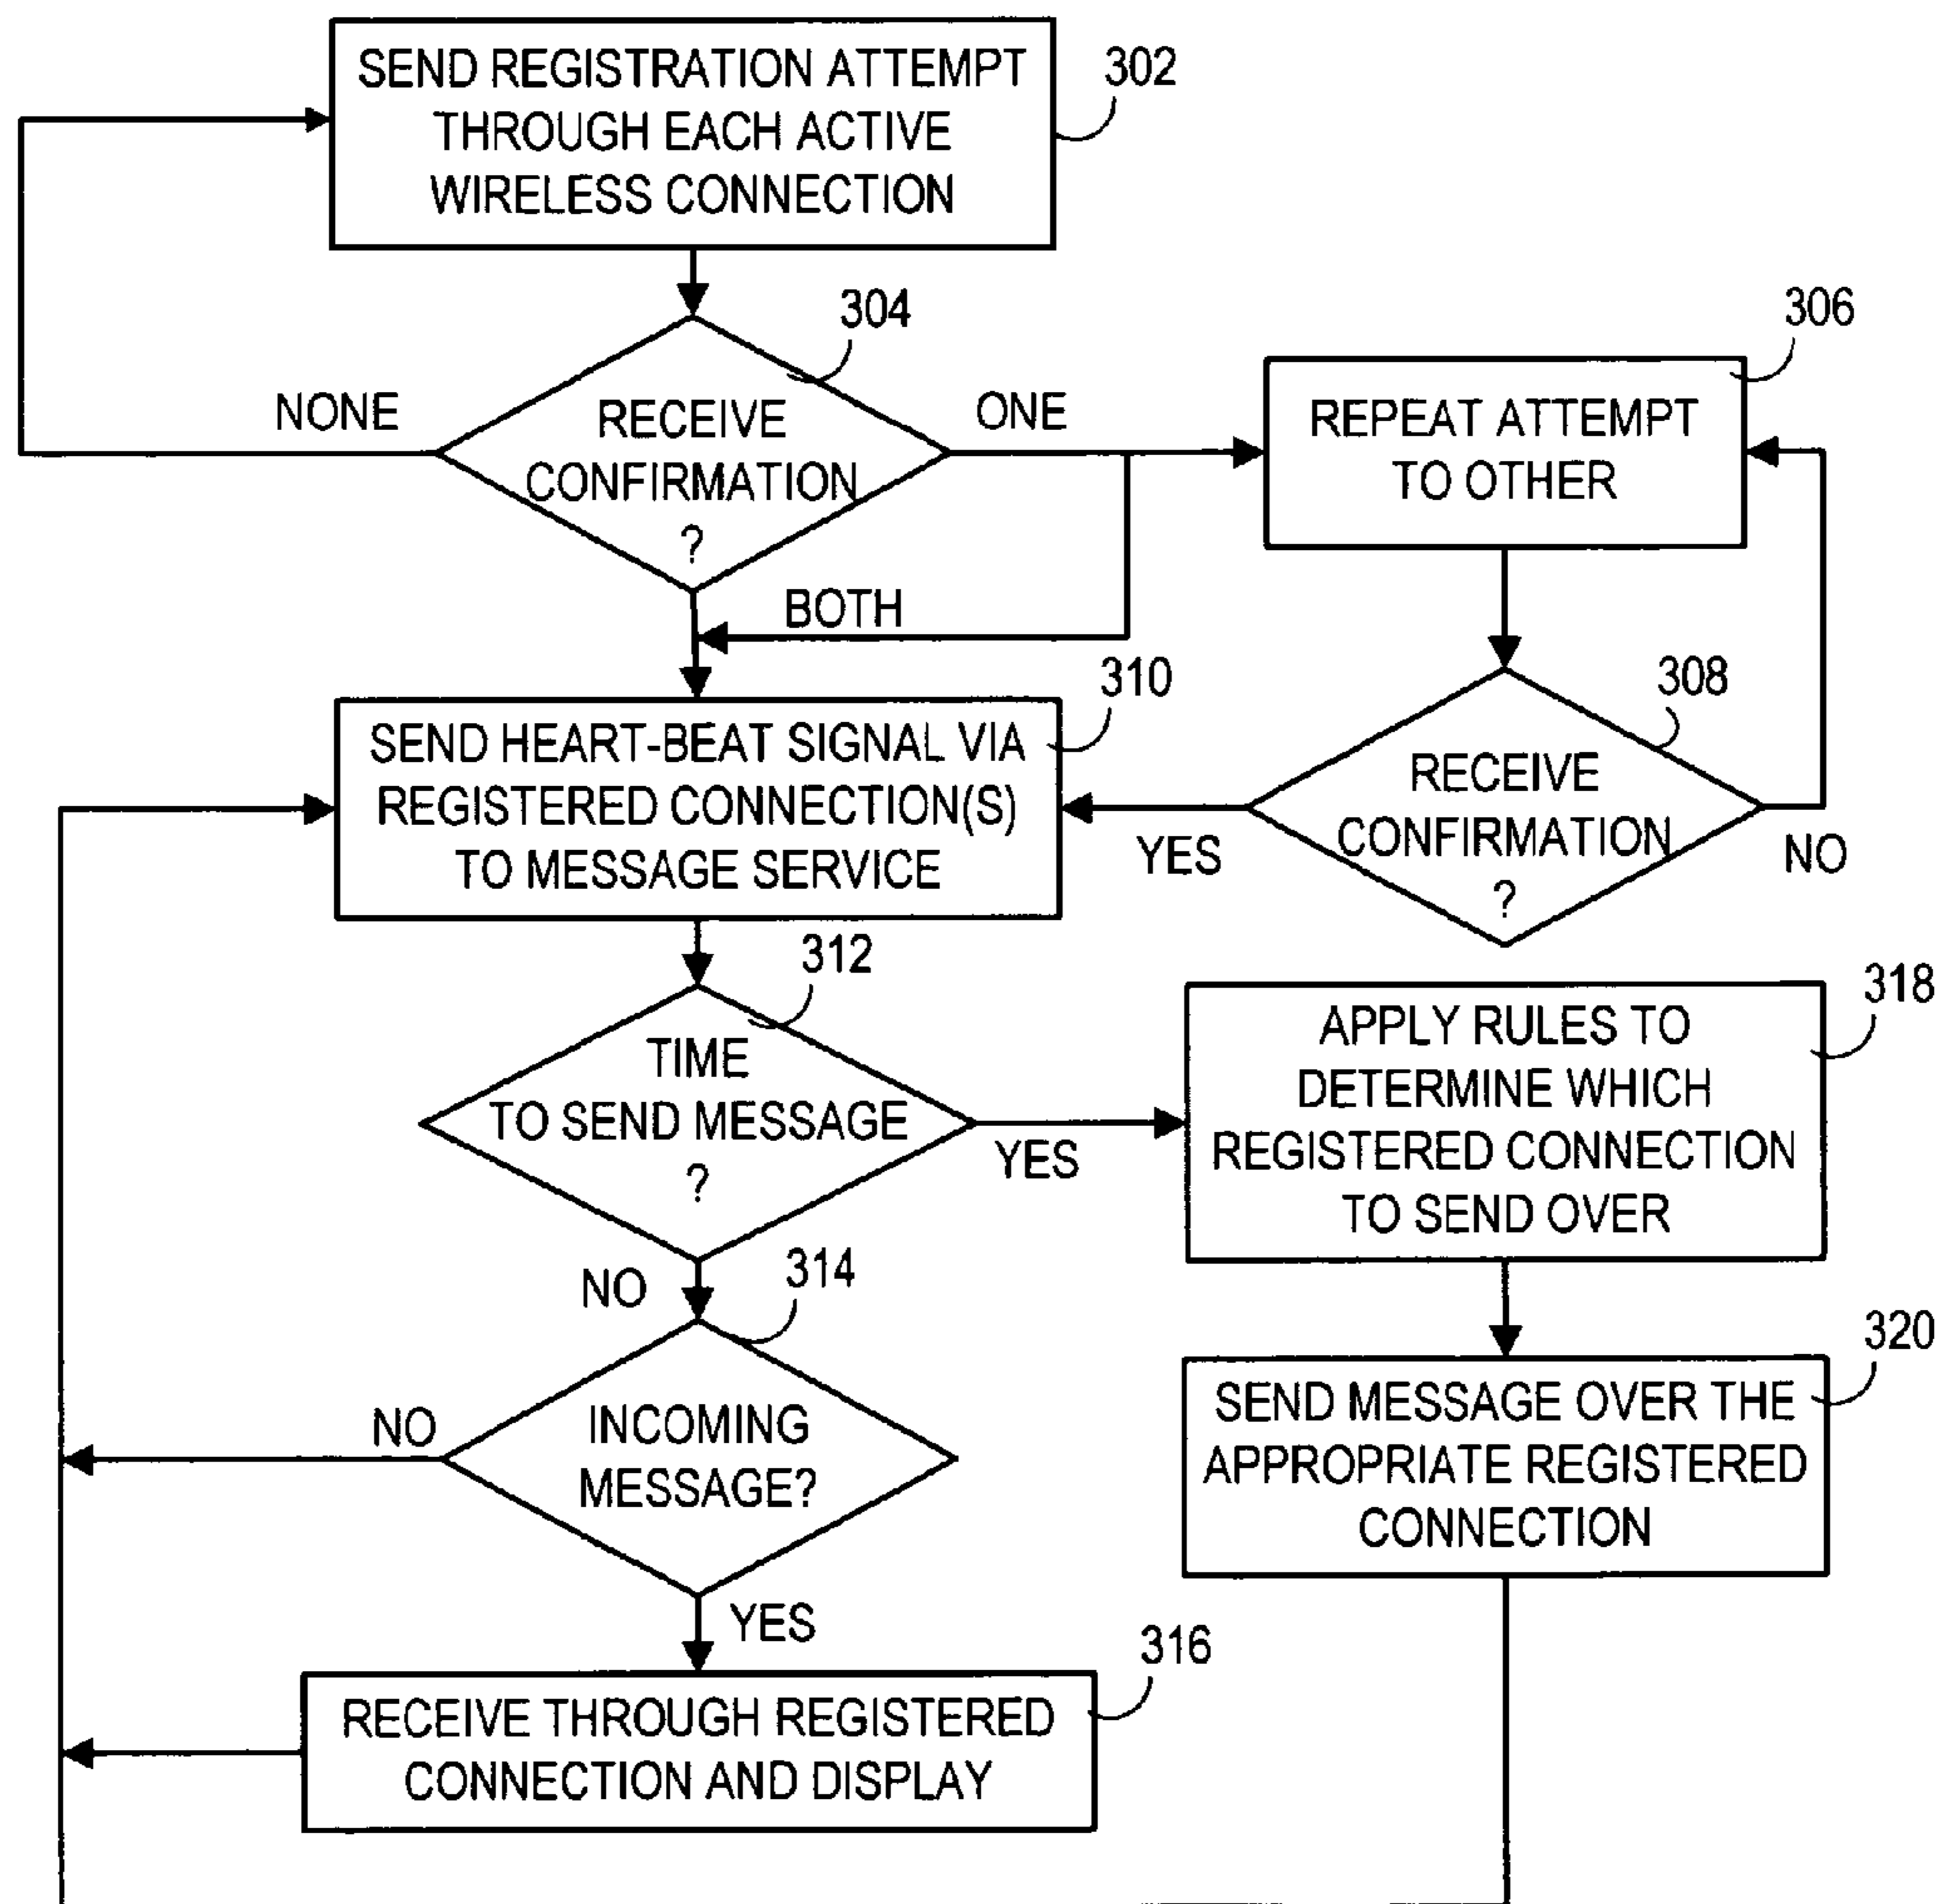 SEND REGISTRATION ATTEMPT
THROUGH EACH ACTIVE
WIRELESS CONNECTION
302
304
RECEIVE
CONFIRMATION
?
NONE
ONE
BOTH
306
REPEAT ATTEMPT
TO OTHER
308
RECEIVE
CONFIRMATION
?
YES
NO
310
SEND HEART-BEAT SIGNAL VIA
REGISTERED CONNECTION(S)
TO MESSAGE SERVICE
312
TIME
TO SEND MESSAGE
?
YES
NO
318
APPLY RULES TO
DETERMINE WHICH
REGISTERED CONNECTION
TO SEND OVER
314
INCOMING
MESSAGE?
NO
YES
320
SEND MESSAGE OVER THE
APPROPRIATE REGISTERED
CONNECTION
316
RECEIVE THROUGH REGISTERED
CONNECTION AND DISPLAY